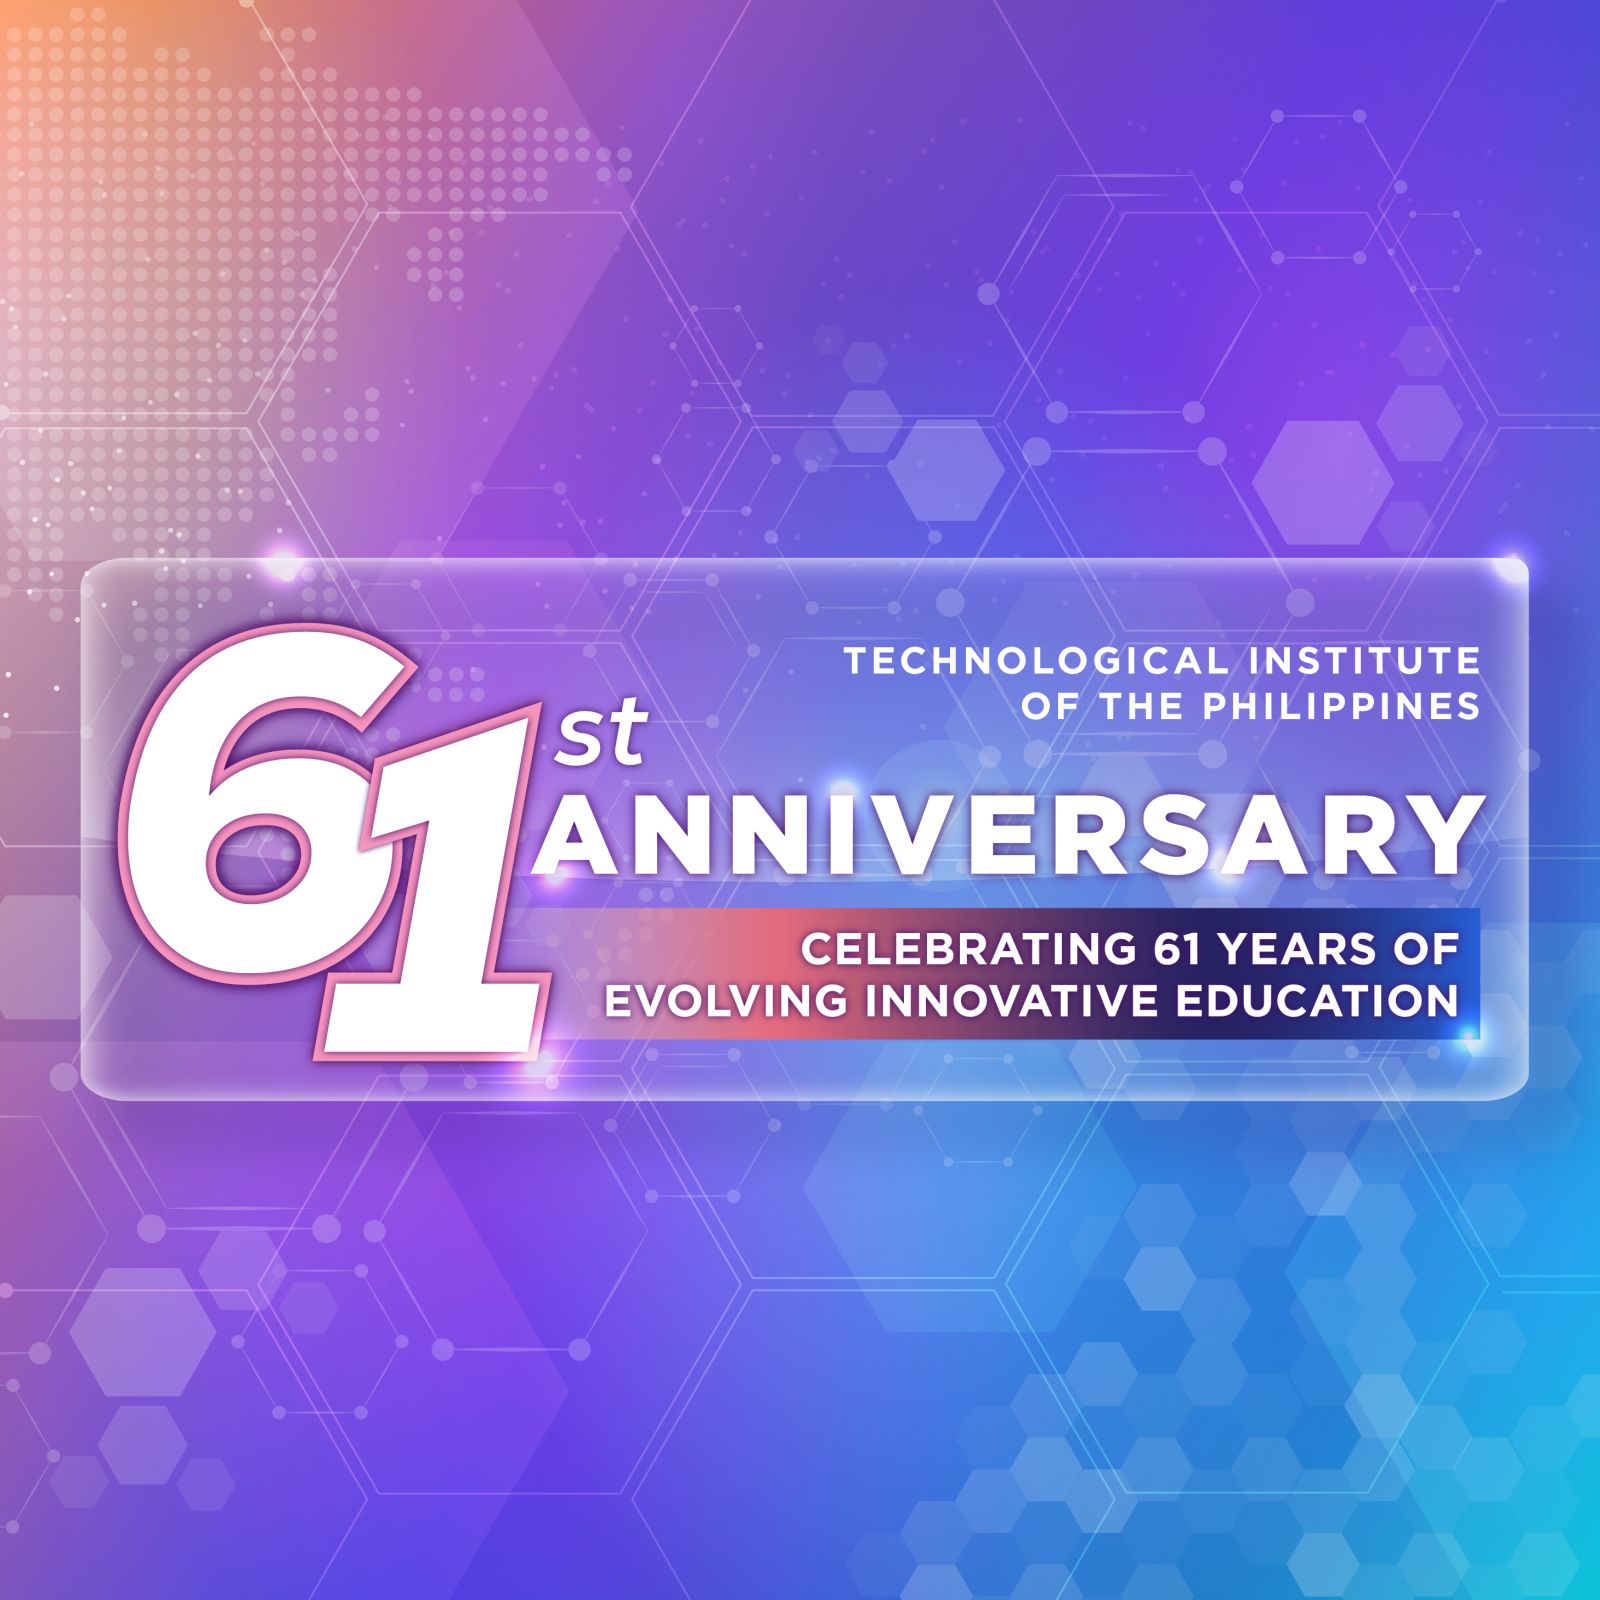 TECHNOLOGICAL INSTITUTE
OF THE PHILIPPINES
61st
ANNIVERSARY
CELEBRATING 61 YEARS OF
EVOLVING INNOVATIVE EDUCATION